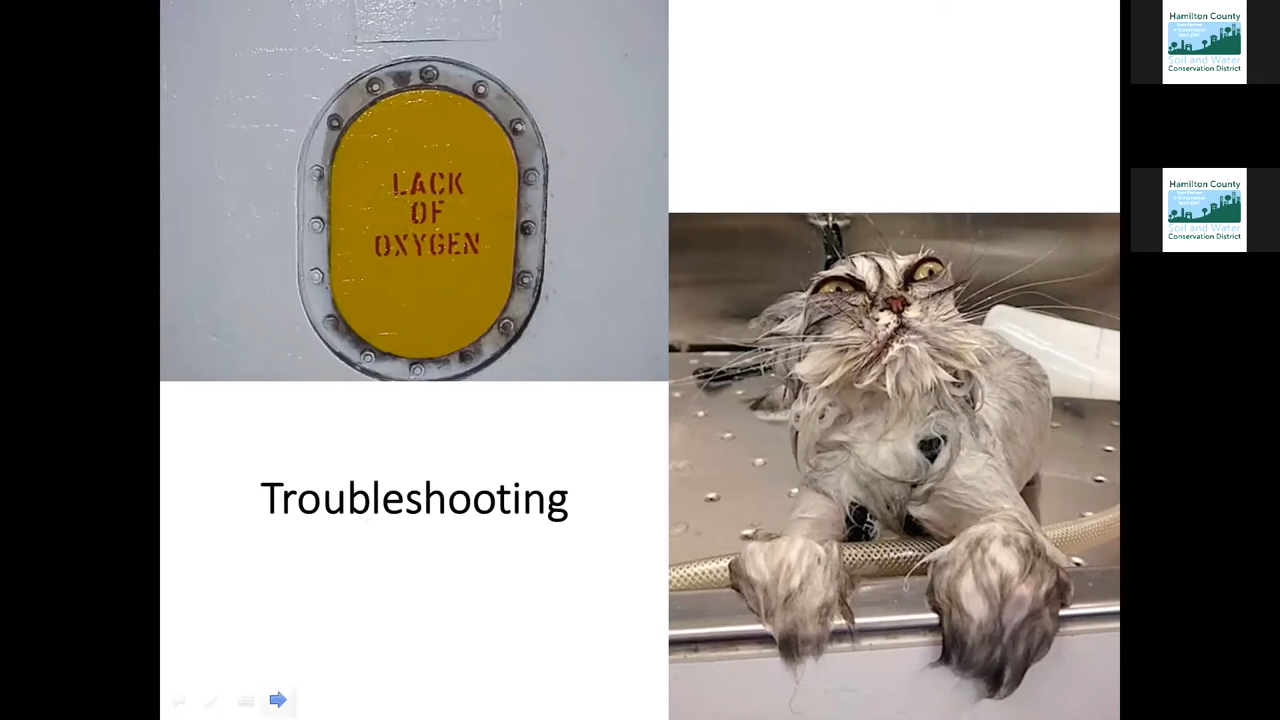 LACK
OF
OXYGEN
Troubleshooting
Hamilton County
Soil and Water
Conservation District
Hamilton County
Soil and Water
Conservation District